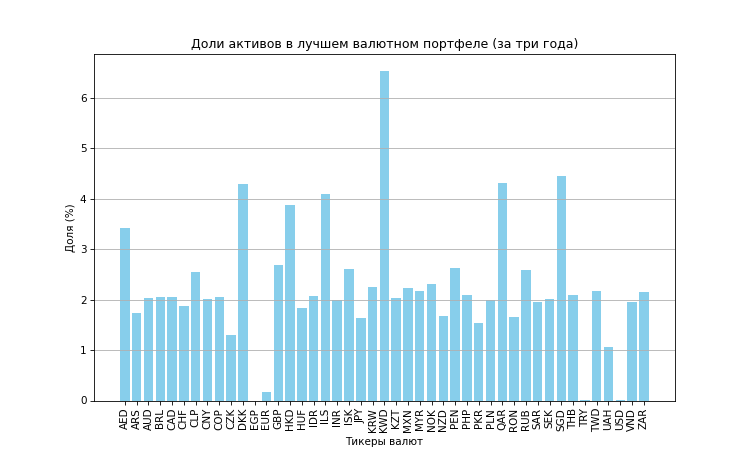 Доли активов в лучшем валютном портфеле (за три года)
Доля (%)
6
5
4
3
2
1
0
AED ARS AUD BRL CAD CHF CLP CNY COP CZK DKK EGP EUR GBP HKD HUF IDR ILS INR ISK JPY KRW KWD KZT MXN MYR NOK NZD PEN PHP PKR PLN QAR RON RUB SAR SEK SGD THB TRY TWD UAH USD VND ZAR
Тикеры валют